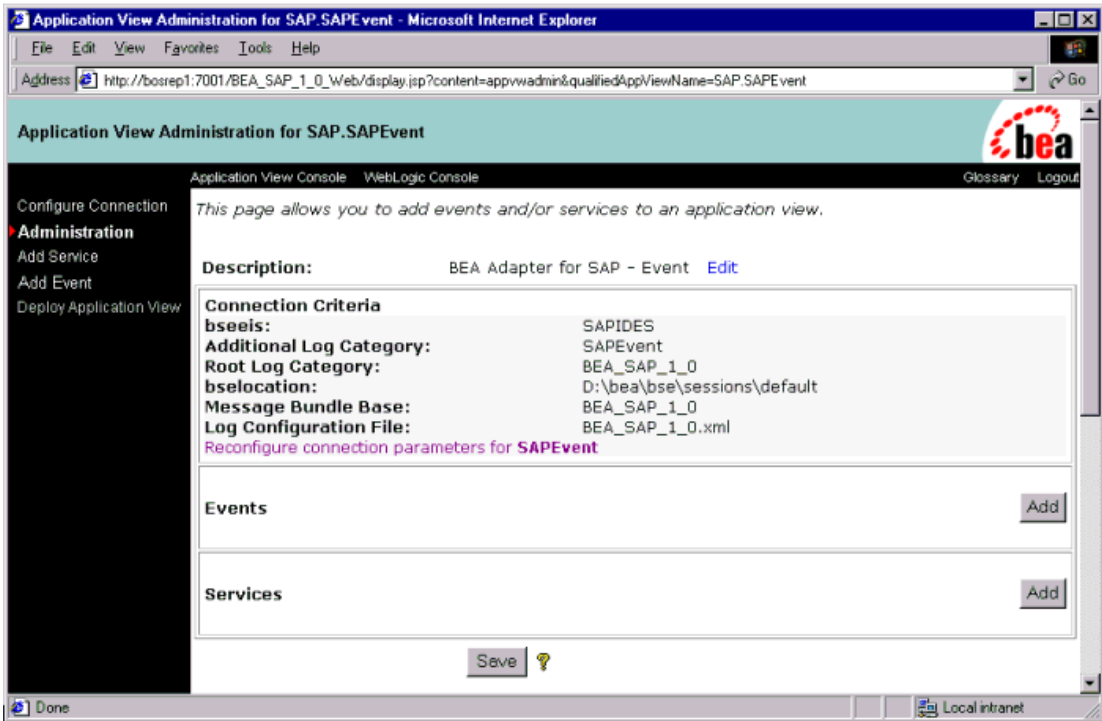 Application View Administration for SAP.SAPEvent - Microsoft Internet Explorer
File Edit View Favorites Tools Help
Address http://bosrep1:7001/BEA_SAP_1_0_Web/display.jsp?content=appvwadmin&qualifiedAppViewName=SAP.SAPEvent Go
Application View Administration for SAP.SAPEvent
bea
Application View Console WebLogic Console Glossary Logout
Configure Connection
Administration
Add Service
Add Event
Deploy Application View
This page allows you to add events and/or services to an application view.
Description: BEA Adapter for SAP - Event Edit
Connection Criteria
bseeis: SAPIDES
Additional Log Category: SAPEvent
Root Log Category: BEA_SAP_1_0
bselocation: D:\bea\bse\sessions\default
Message Bundle Base: BEA_SAP_1_0
Log Configuration File: BEA_SAP_1_0.xml
Reconfigure connection parameters for SAPEvent
Events Add
Services Add
Save ?
Done Local intranet